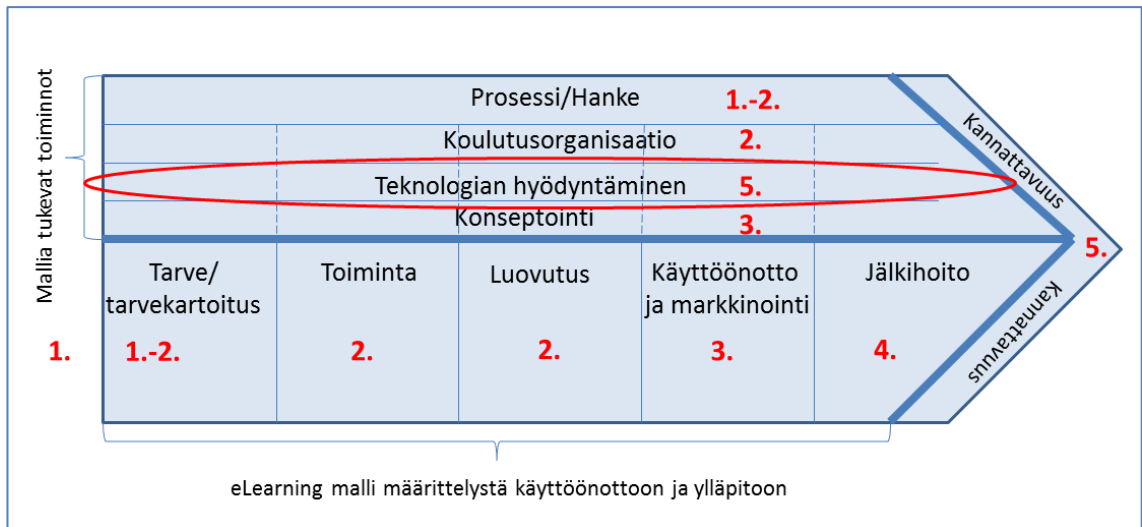 Mallia tukevat toiminnot
Prosessi/Hanke 1.-2.
Koulutusorganisaatio 2.
Teknologian hyödyntäminen 5.
Konseptointi 3.
Kannattavuus
Kannattavuus
5.
Tarve/
tarvekartoitus
Toiminta
Luovutus
Käyttöönotto
ja markkinointi
Jälkihoito
1. 1.-2. 2. 2. 3. 4.
eLearning malli määrittelystä käyttöönottoon ja ylläpitoon